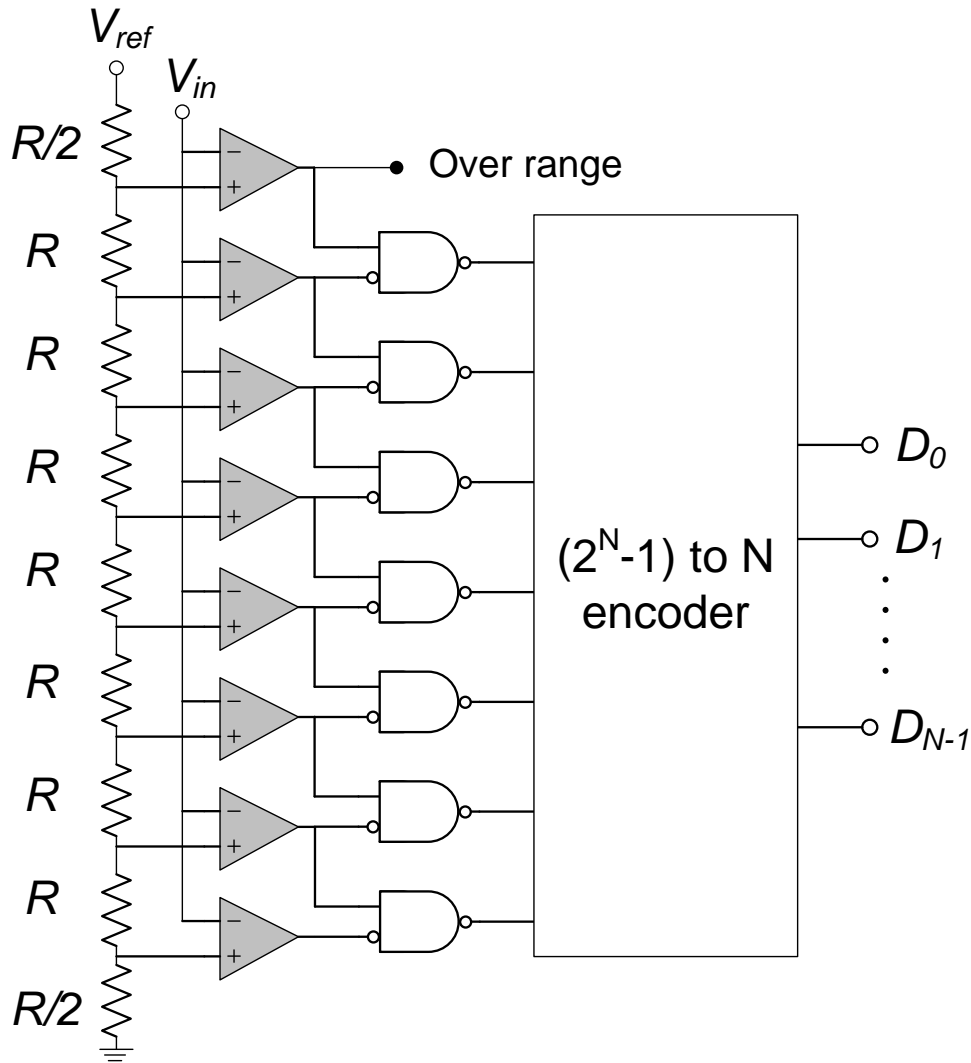 V_ref
V_in
R/2
Over range
R
R
R
R
R
R
R
R/2
(2^N-1) to N
encoder
D_0
D_1
D_N-1